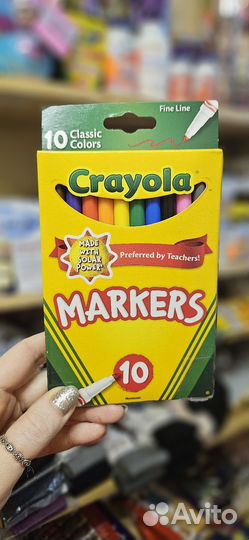 Fine Line
10 Classic
Colors
Crayola
MADE
WITH
SOLAR
POWER!
Preferred by Teachers!
MARKERS
10
Avito